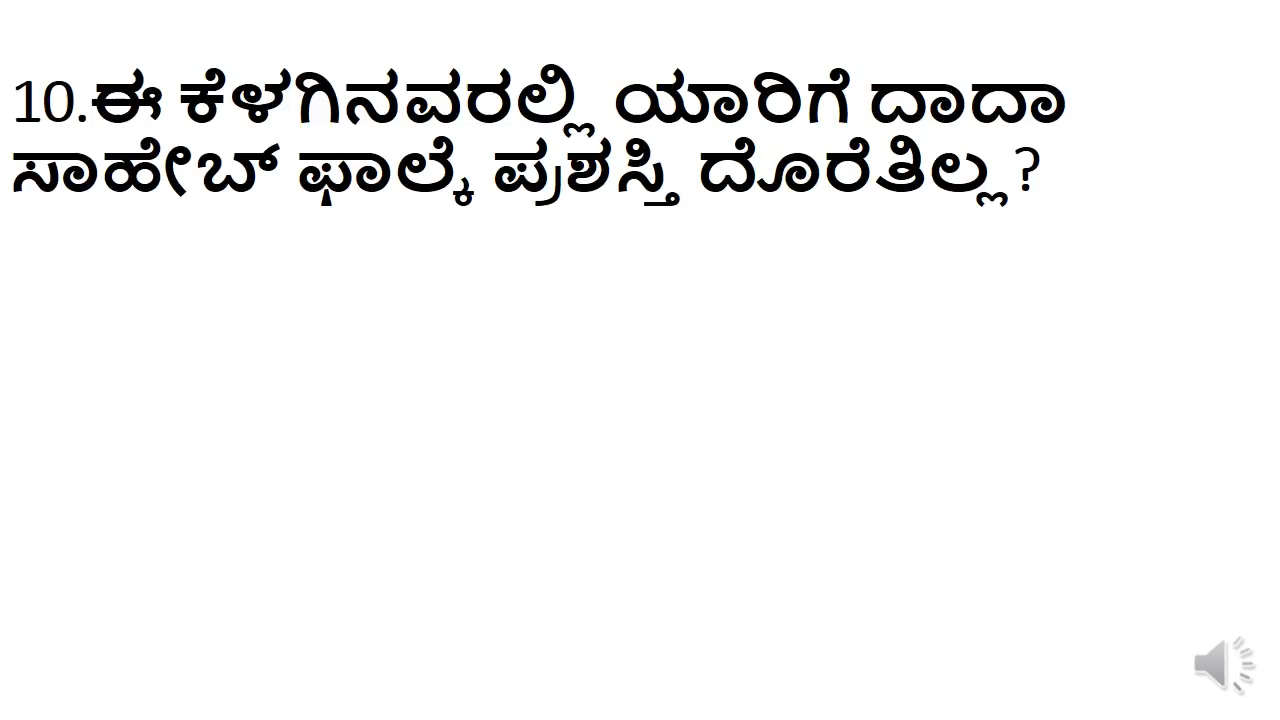 10.ಈ ಕೆಳಗಿನವರಲ್ಲಿ ಯಾರಿಗೆ ದಾದಾ
ಸಾಹೇಬ್ ಫಾಲ್ಕೆ ಪ್ರಶಸ್ತಿ ದೊರೆತಿಲ್ಲ?